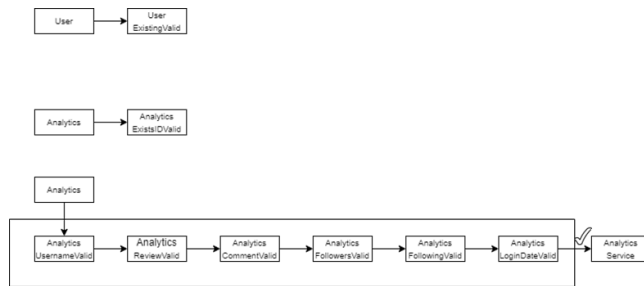 User
User
ExistingValid
Analytics
Analytics
ExistsIDValid
Analytics
Analytics
UsernameValid
Analytics
ReviewValid
Analytics
CommentValid
Analytics
FollowersValid
Analytics
FollowingValid
Analytics
LoginDateValid
Analytics
Service